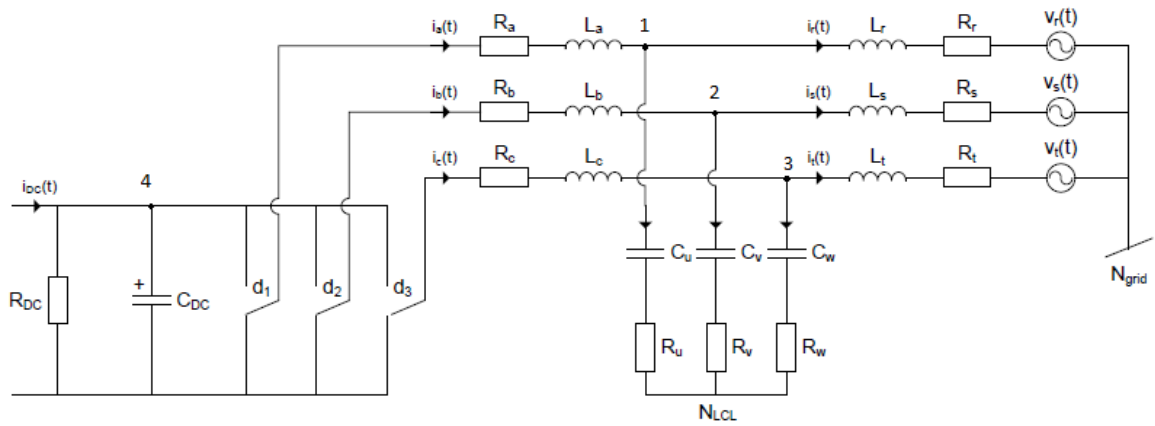 iₐ(t) Rₐ Lₐ 1 iᵣ(t) Lᵣ Rᵣ vᵣ(t)
i_b(t) R_b L_b 2 iₛ(t) Lₛ Rₛ vₛ(t)
i_c(t) R_c L_c 3 iₜ(t) Lₜ Rₜ vₜ(t)
i_DC(t) 4
R_DC + C_DC d₁ d₂ d₃
C_u C_v C_w
N_grid
R_u R_v R_w
N_LCL